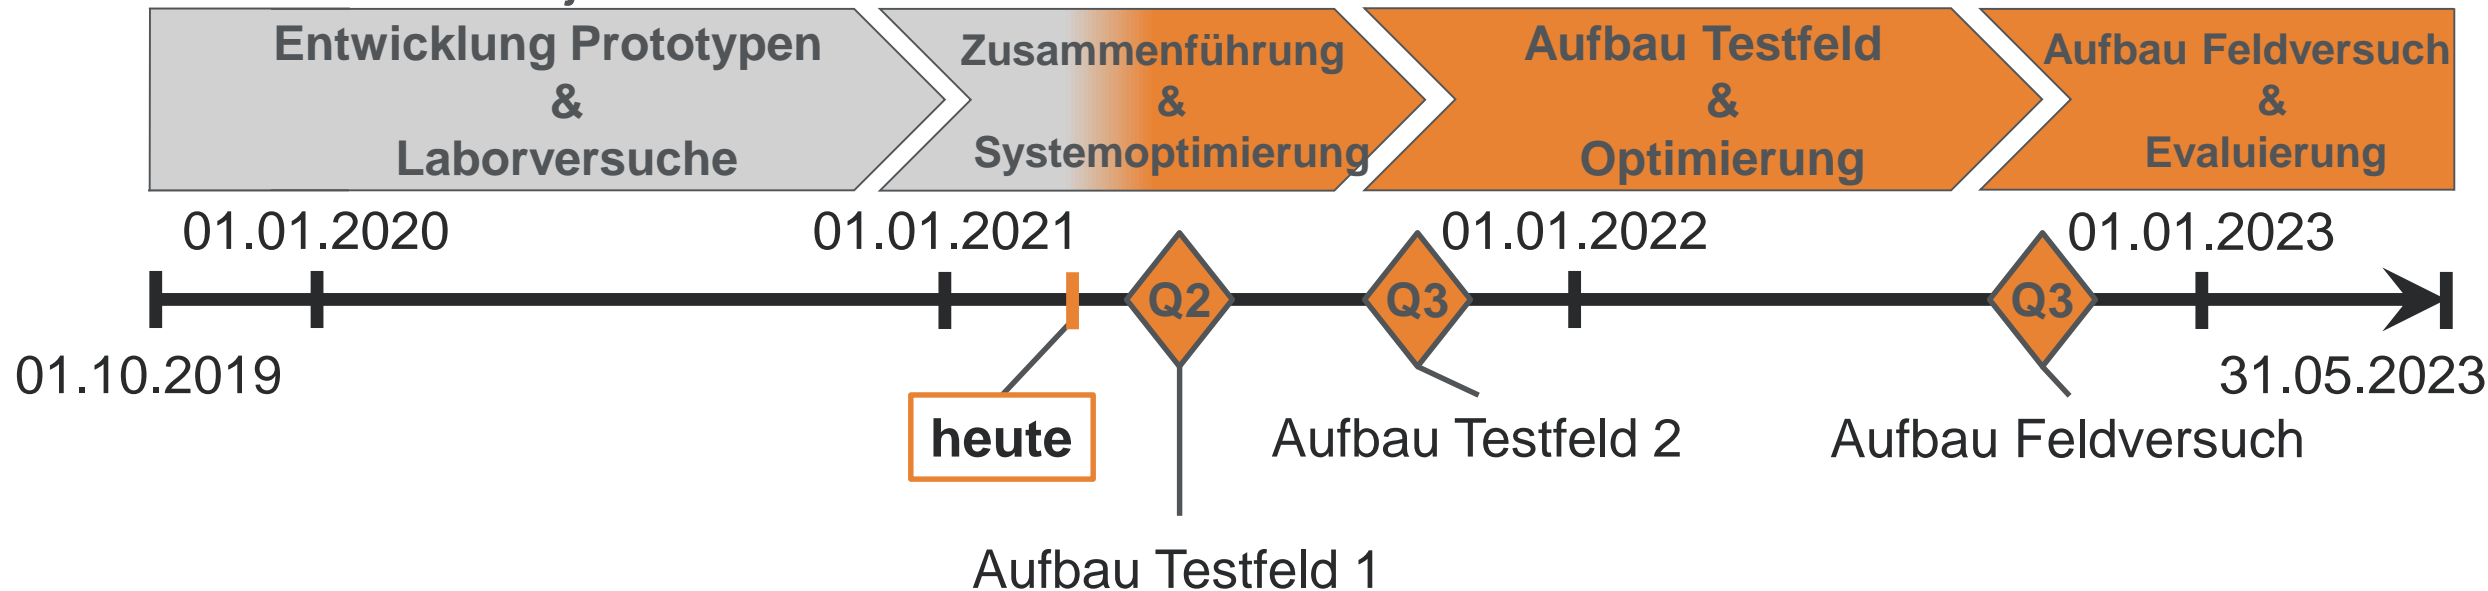 Entwicklung Prototypen
&
Laborversuche
Zusammenführung
&
Systemoptimierung
Aufbau Testfeld
&
Optimierung
Aufbau Feldversuch
&
Evaluierung
01.01.2020
01.01.2021
01.01.2022
01.01.2023
Q2
Q3
Q3
01.10.2019
31.05.2023
heute
Aufbau Testfeld 2
Aufbau Feldversuch
Aufbau Testfeld 1